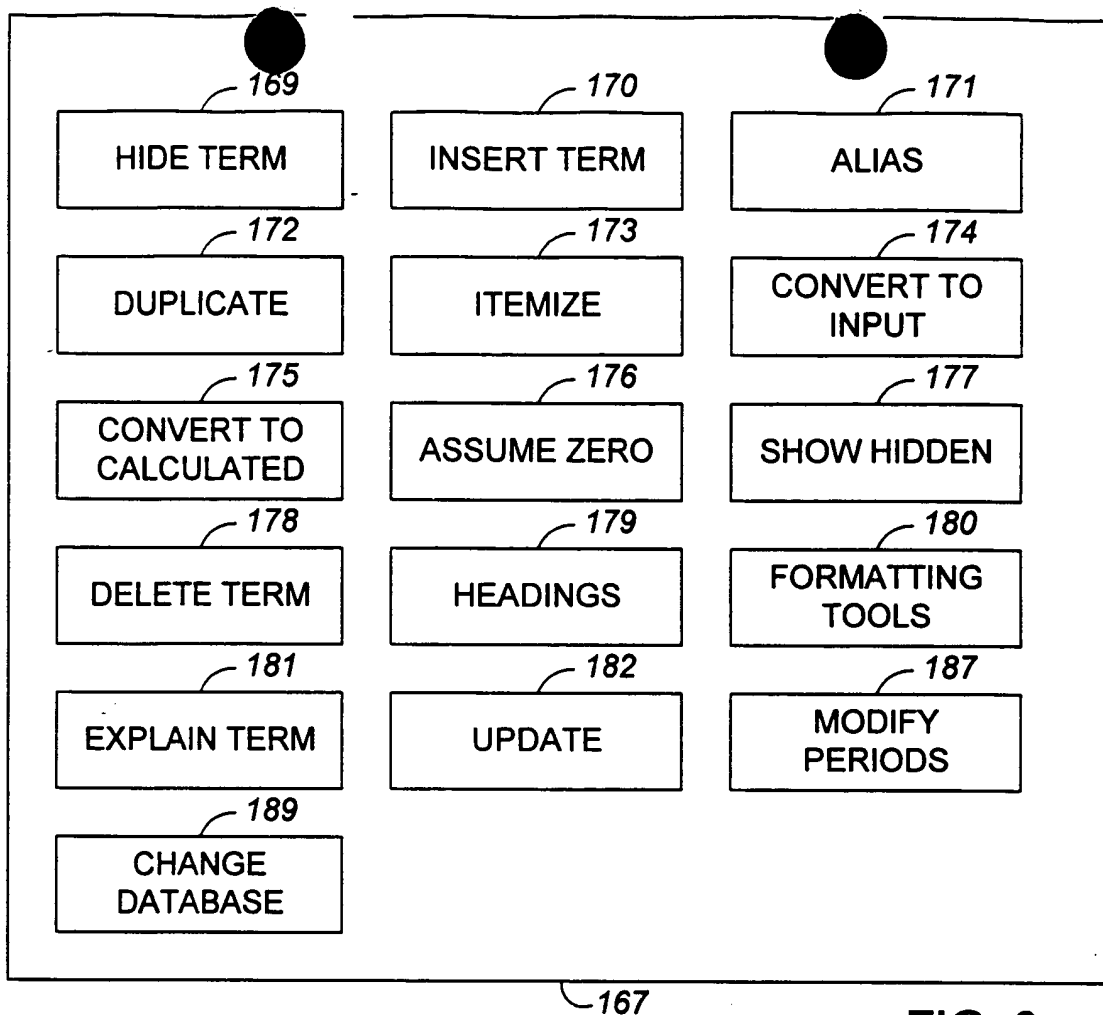 169 170 171
HIDE TERM INSERT TERM ALIAS
172 173 174
DUPLICATE ITEMIZE CONVERT TO
INPUT
175 176 177
CONVERT TO
CALCULATED ASSUME ZERO SHOW HIDDEN
178 179 180
DELETE TERM HEADINGS FORMATTING
TOOLS
181 182 187
EXPLAIN TERM UPDATE MODIFY
PERIODS
189
CHANGE
DATABASE
167